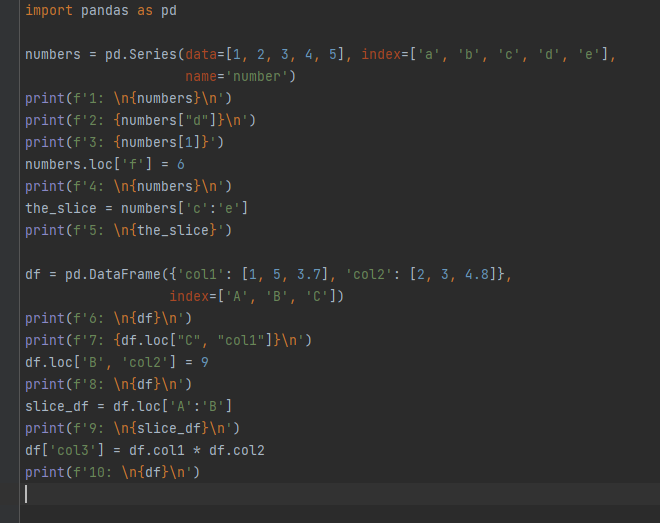 import pandas as pd
numbers = pd.Series(data=[1, 2, 3, 4, 5], index=['a', 'b', 'c', 'd', 'e'],
name='number')
print(f'1: \n{numbers}\n')
print(f'2: {numbers["d"]}\n')
print(f'3: {numbers[1]}')
numbers.loc['f'] = 6
print(f'4: \n{numbers}\n')
the_slice = numbers['c':'e']
print(f'5: \n{the_slice}')
df = pd.DataFrame({'col1': [1, 5, 3.7], 'col2': [2, 3, 4.8]},
index=['A', 'B', 'C'])
print(f'6: \n{df}\n')
print(f'7: {df.loc["C", "col1"]}\n')
df.loc['B', 'col2'] = 9
print(f'8: \n{df}\n')
slice_df = df.loc['A':'B']
print(f'9: \n{slice_df}\n')
df['col3'] = df.col1 * df.col2
print(f'10: \n{df}\n')